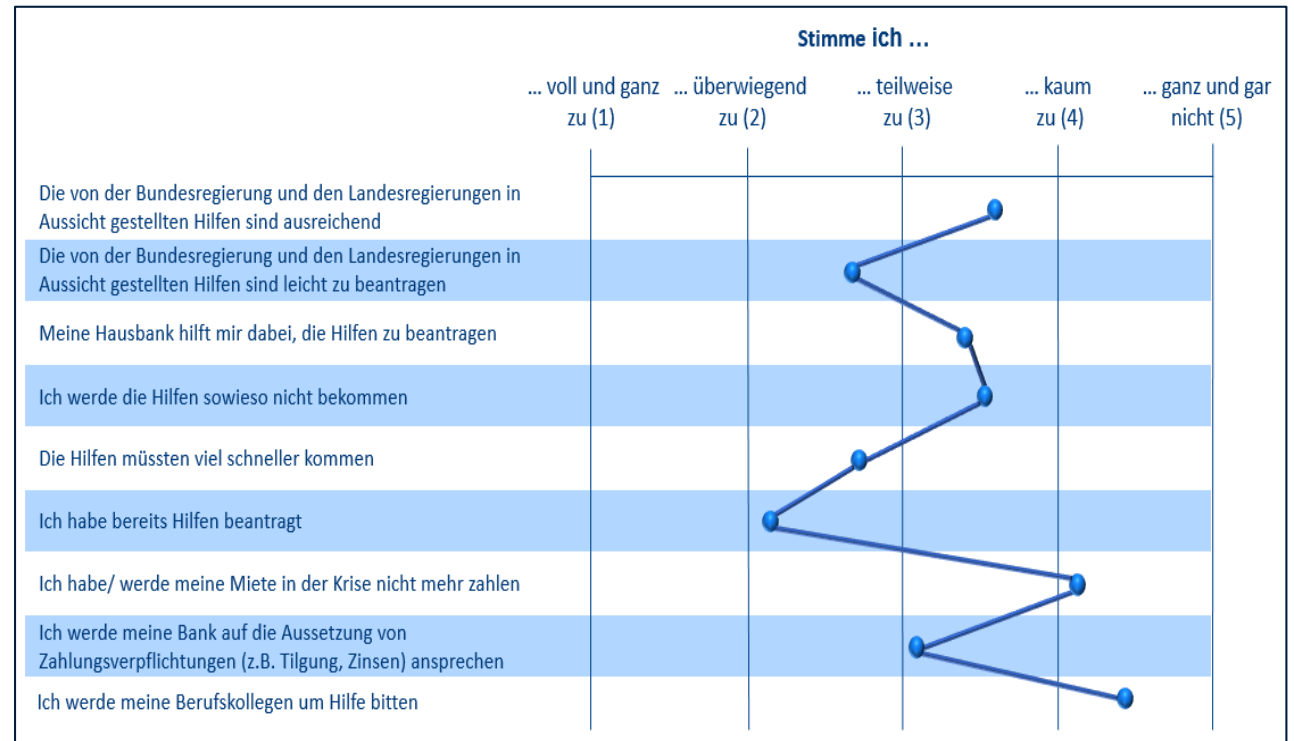 Stimme ich ...
... voll und ganz zu (1)
... überwiegend zu (2)
... teilweise zu (3)
... kaum zu (4)
... ganz und gar nicht (5)
Die von der Bundesregierung und den Landesregierungen in
Aussicht gestellten Hilfen sind ausreichend
Die von der Bundesregierung und den Landesregierungen in
Aussicht gestellten Hilfen sind leicht zu beantragen
Meine Hausbank hilft mir dabei, die Hilfen zu beantragen
Ich werde die Hilfen sowieso nicht bekommen
Die Hilfen müssten viel schneller kommen
Ich habe bereits Hilfen beantragt
Ich habe/ werde meine Miete in der Krise nicht mehr zahlen
Ich werde meine Bank auf die Aussetzung von
Zahlungsverpflichtungen (z.B. Tilgung, Zinsen) ansprechen
Ich werde meine Berufskollegen um Hilfe bitten